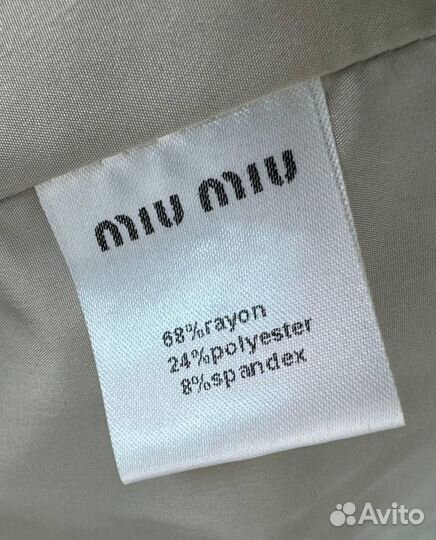 miu miu
68%rayon
24%polyester
8%spandex
Avito